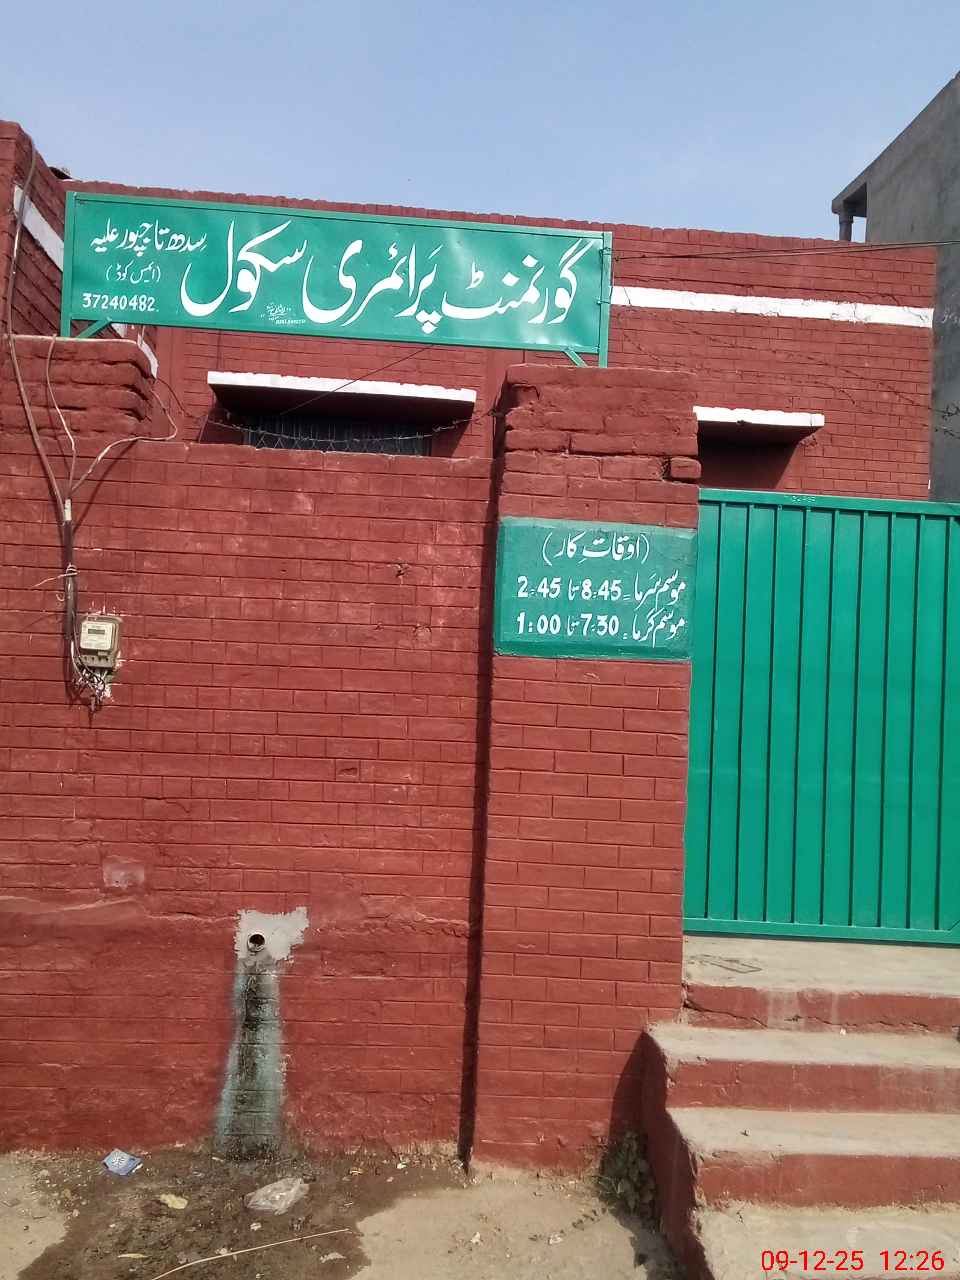 گورنمنٹ پرائمری سکول سدھ تاجپور علیہ
(ایمس کوڈ)
37240482
(اوقاتِ کار)
موسم سرما۔ 8:45 تا 2:45
موسم گرما۔ 7:30 تا 1:00
09-12-25 12:26